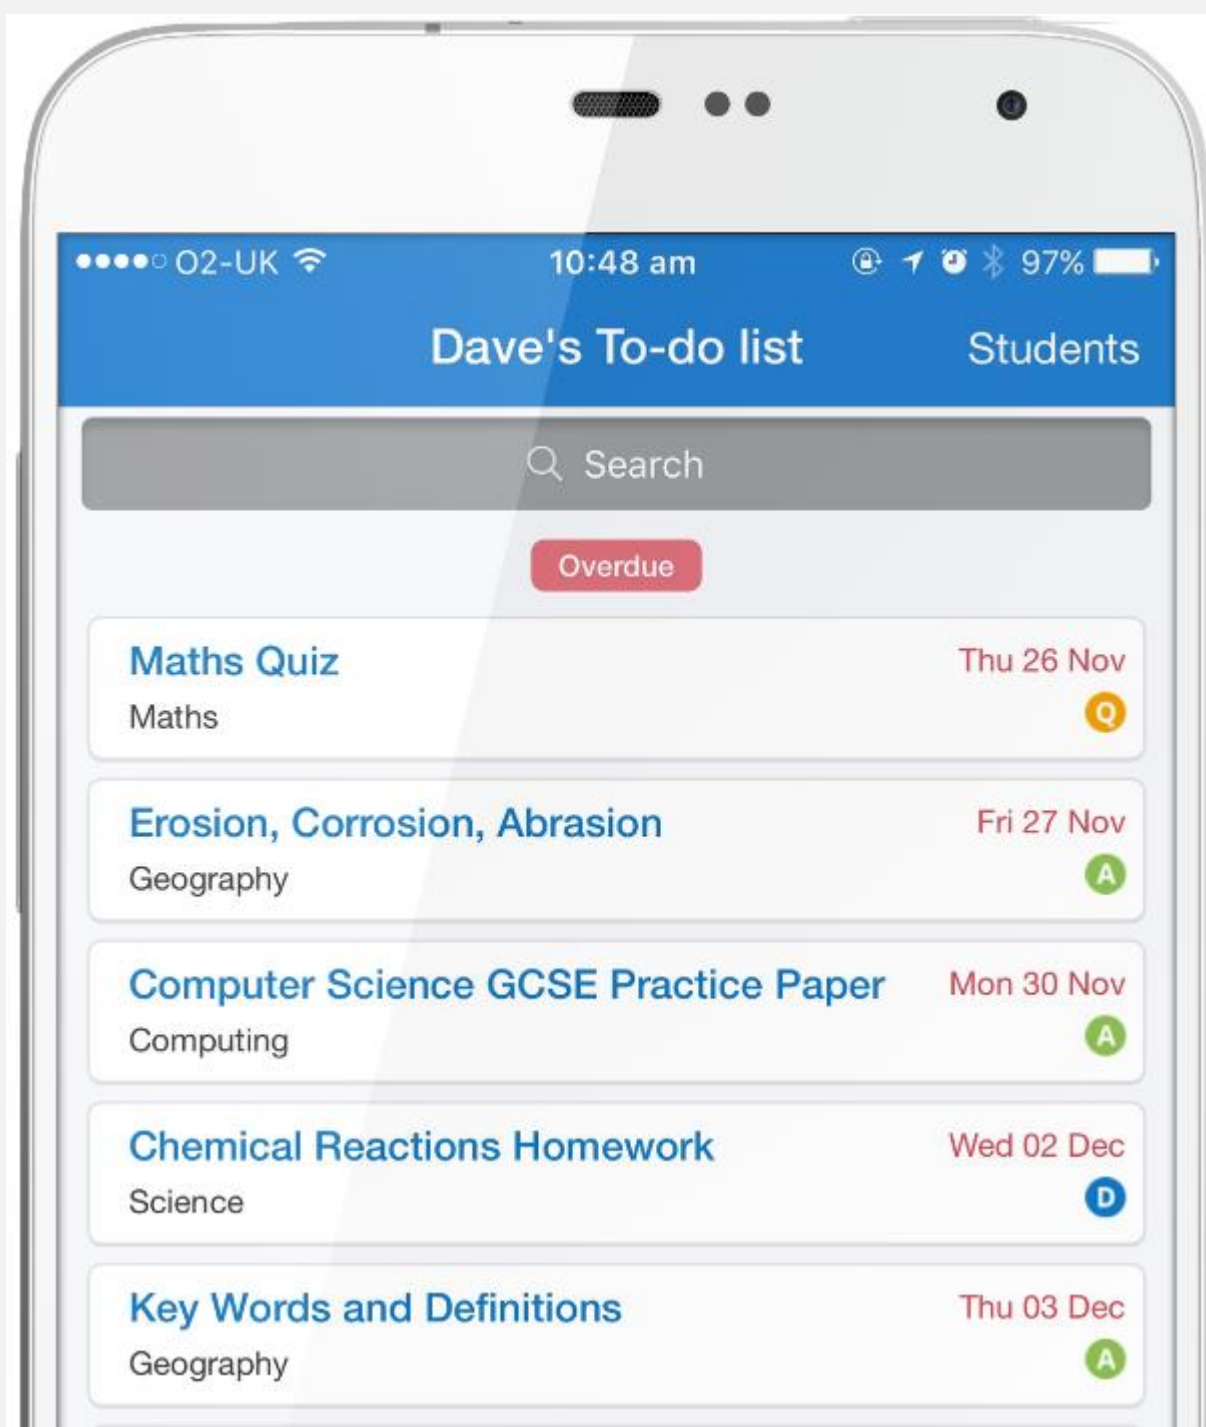 O2-UK 10:48 am 97%
Dave's To-do list Students
Search
Overdue
Maths Quiz Thu 26 Nov
Maths Q
Erosion, Corrosion, Abrasion Fri 27 Nov
Geography A
Computer Science GCSE Practice Paper Mon 30 Nov
Computing A
Chemical Reactions Homework Wed 02 Dec
Science D
Key Words and Definitions Thu 03 Dec
Geography A